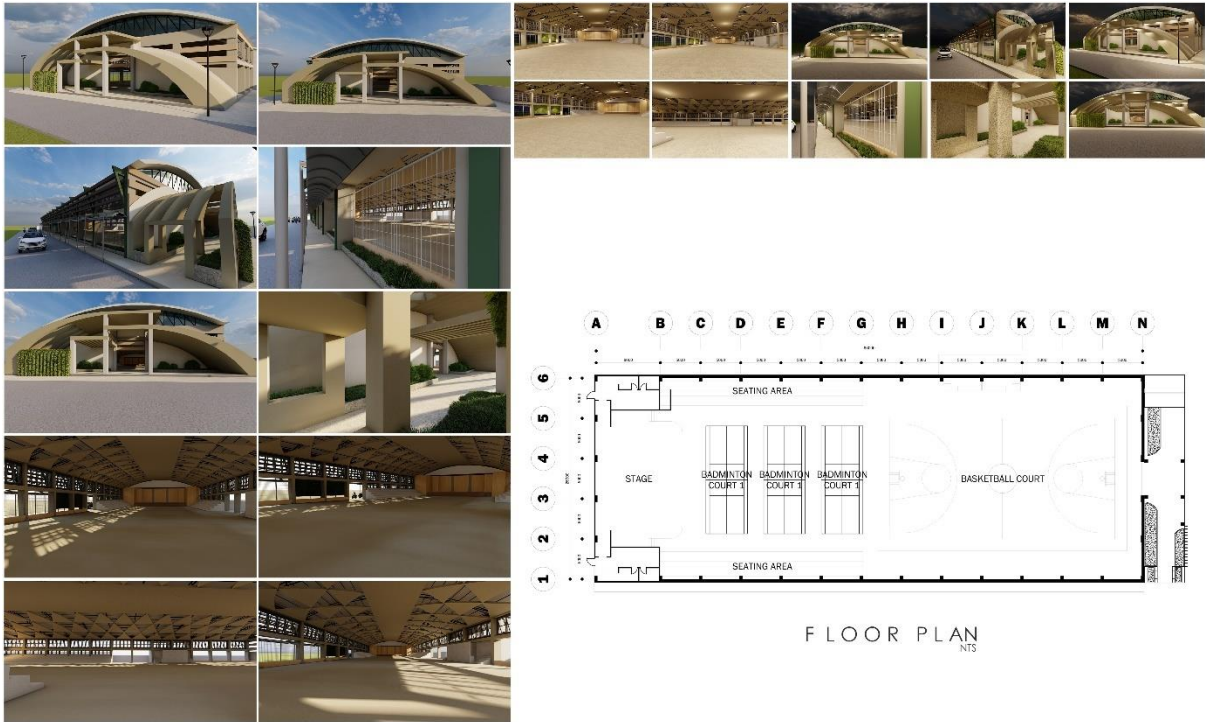 A B C D E F G H I J K L M N
6
SEATING AREA
5
4
STAGE
BADMINTON
COURT 1
BADMINTON
COURT 1
BADMINTON
COURT 1
BASKETBALL COURT
3
2
SEATING AREA
1
FLOOR PLAN
NTS